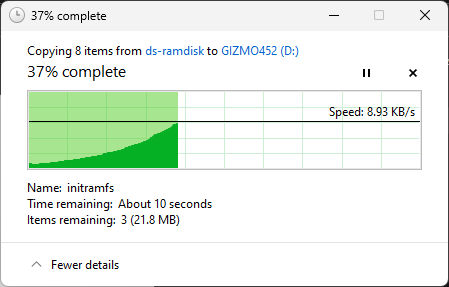 37% complete
Copying 8 items from ds-ramdisk to GIZMO452 (D:)
37% complete
Speed: 8.93 KB/s
Name: initramfs
Time remaining: About 10 seconds
Items remaining: 3 (21.8 MB)
Fewer details